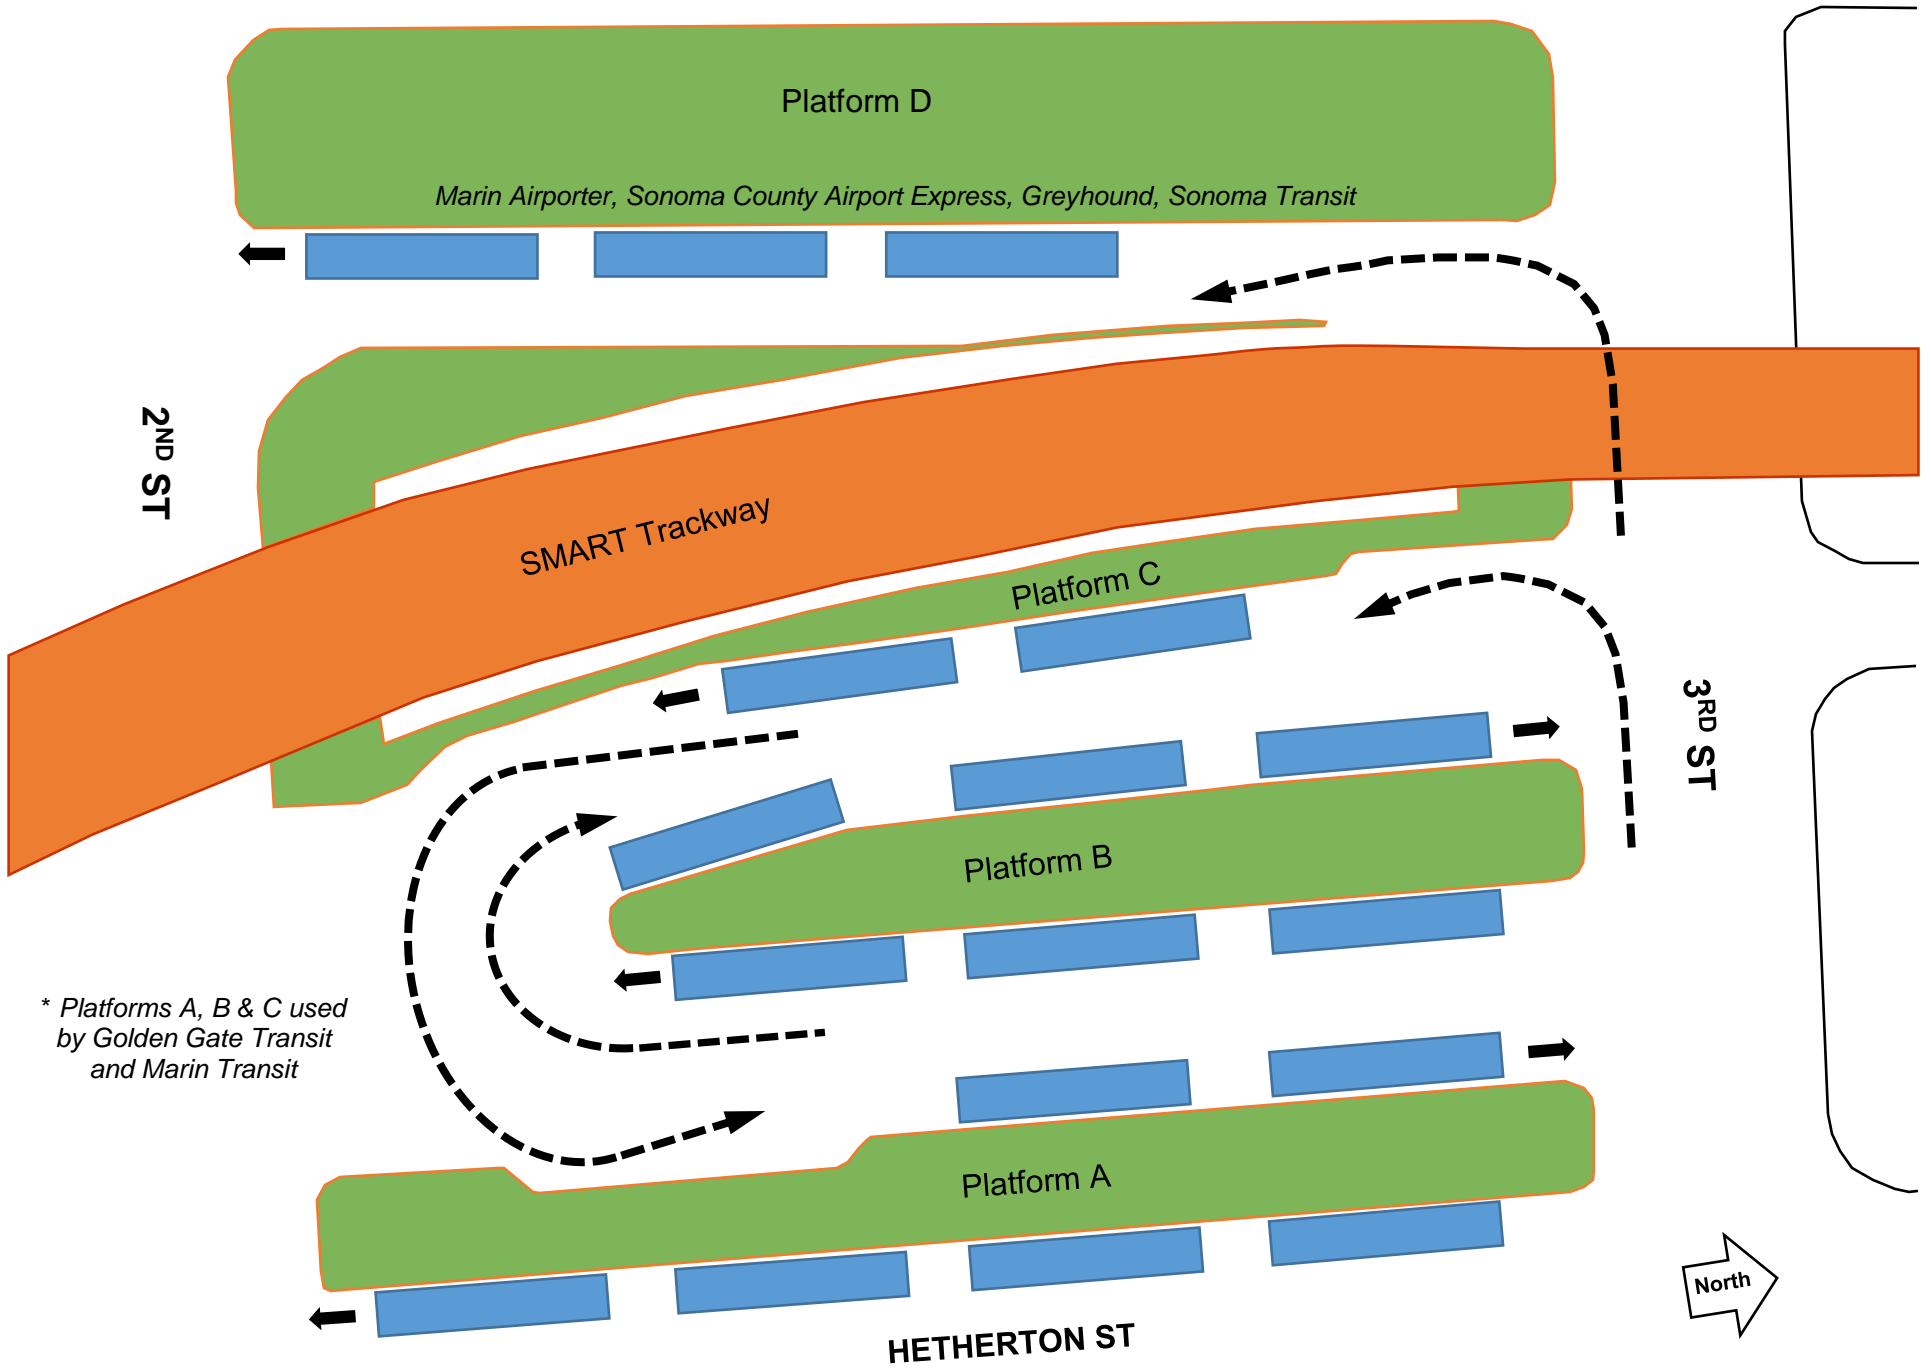 Platform D
Marin Airporter, Sonoma County Airport Express, Greyhound, Sonoma Transit
2ND ST
SMART Trackway
Platform C
3RD ST
Platform B
* Platforms A, B & C used
by Golden Gate Transit
and Marin Transit
Platform A
North
HETHERTON ST